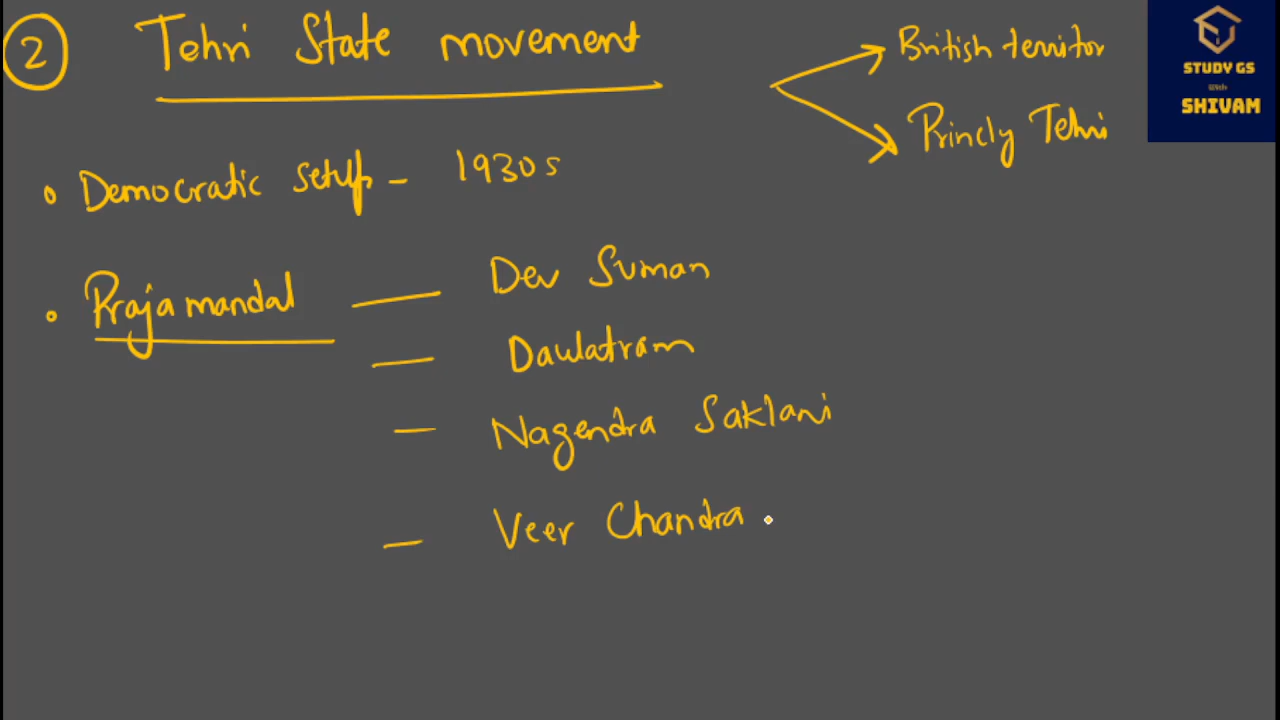 2 Tehri State movement
British territor
Princly Tehri
STUDY GS
with
SHIVAM
• Democratic setup - 1930s
• Prajamandal — Dev Suman
— Daulatram
— Nagendra Saklani
— Veer Chandra